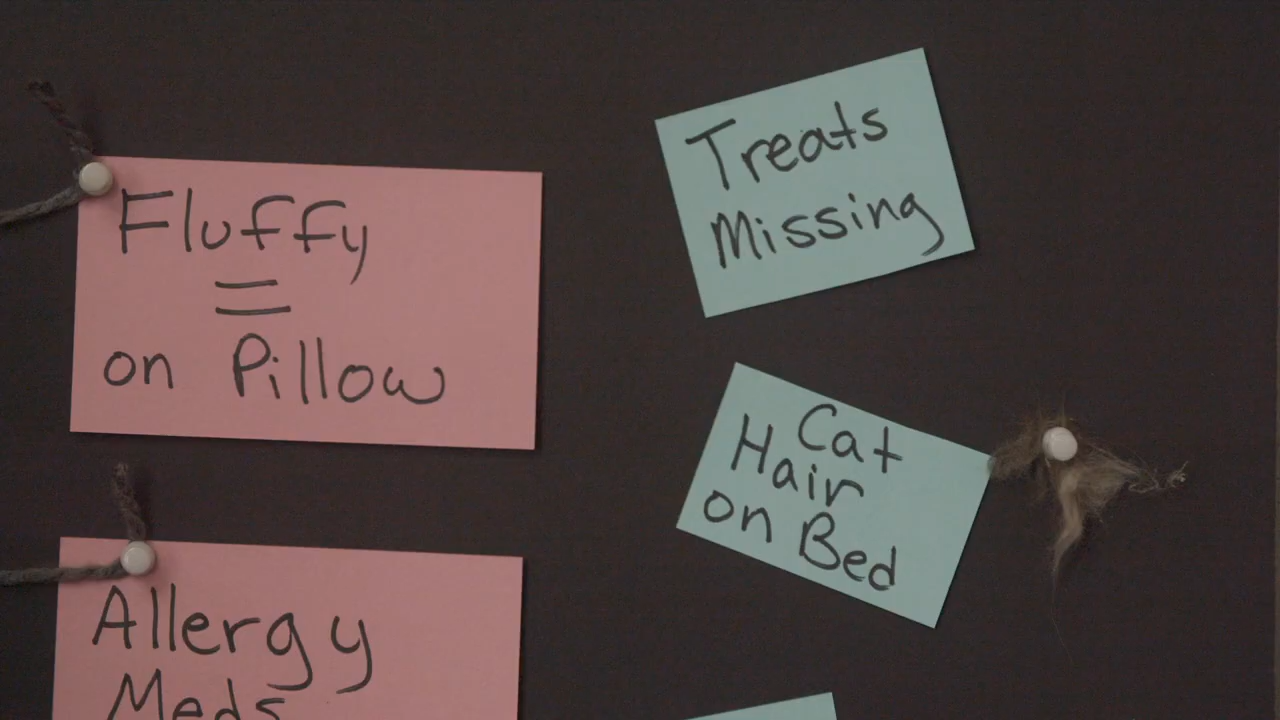 Fluffy
=
on Pillow
Allergy
Meds
Treats
Missing
Cat
Hair
on Bed